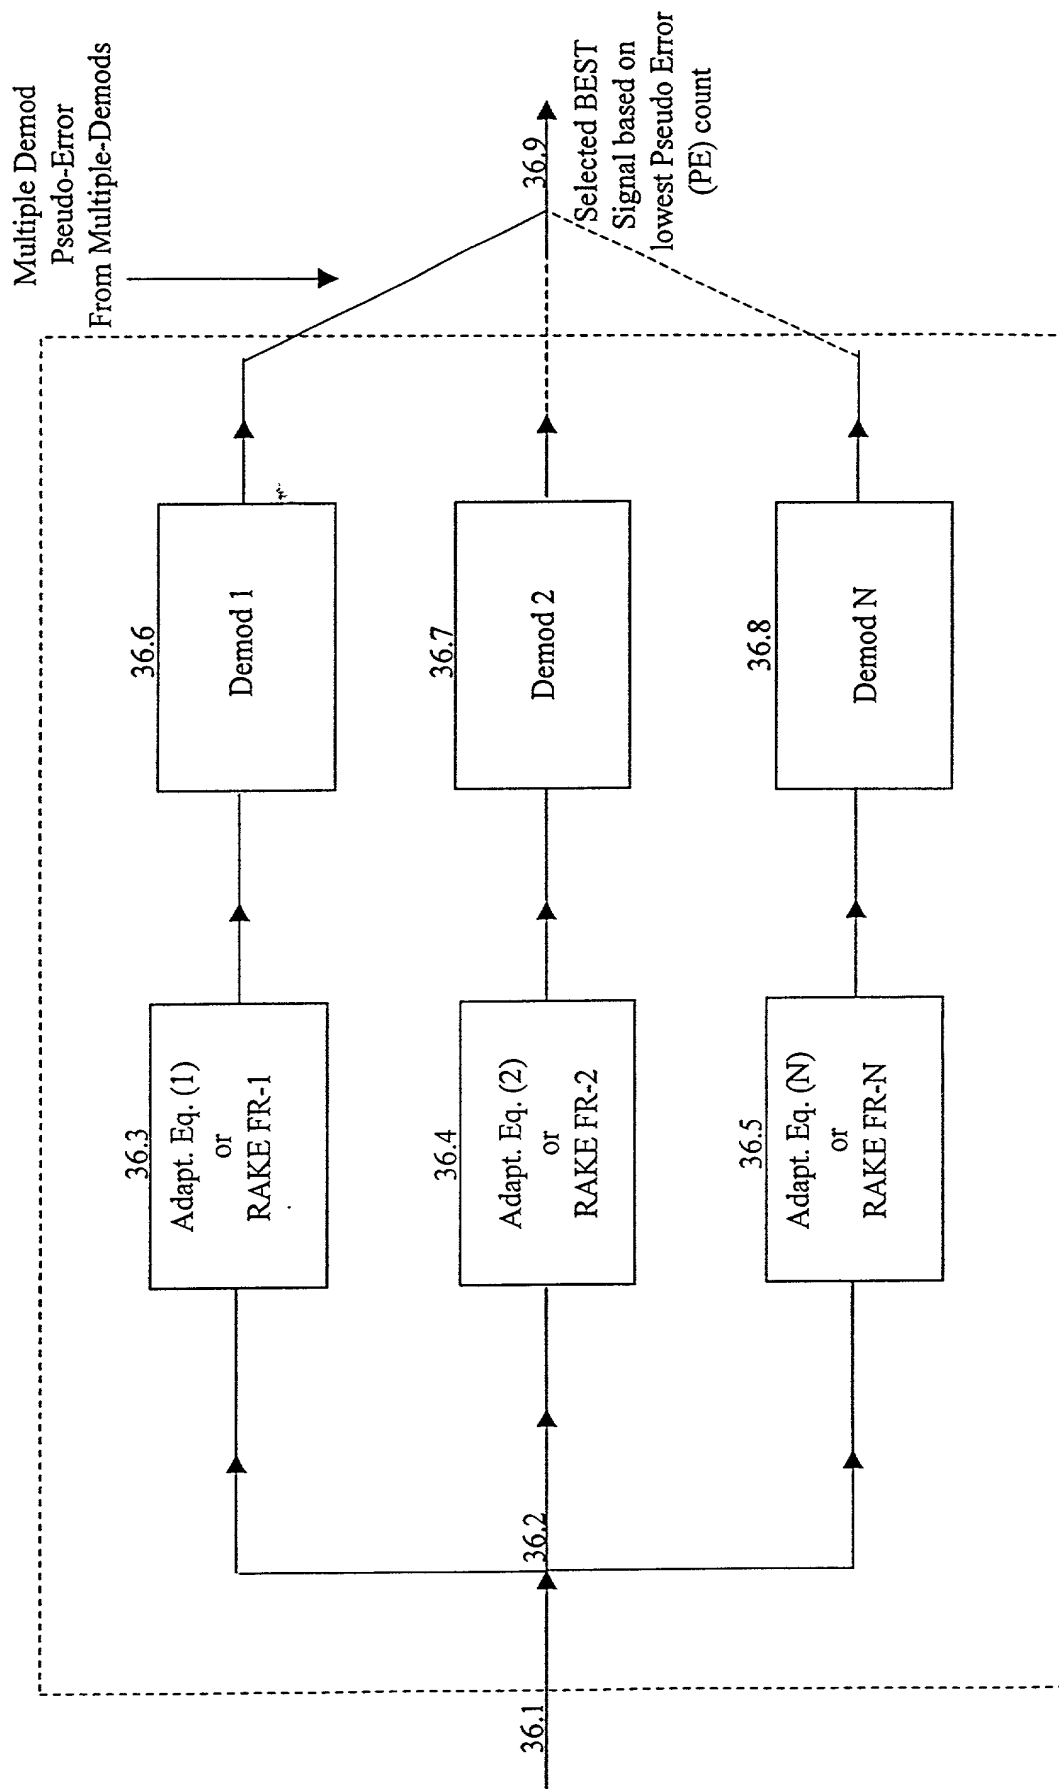 36.1
36.2
36.3
Adapt. Eq. (1)
or
RAKE FR-1
36.4
Adapt. Eq. (2)
or
RAKE FR-2
36.5
Adapt. Eq. (N)
or
RAKE FR-N
36.6
Demod 1
36.7
Demod 2
36.8
Demod N
Multiple Demod
Pseudo-Error
From Multiple-Demods
36.9
Selected BEST
Signal based on
lowest Pseudo Error
(PE) count